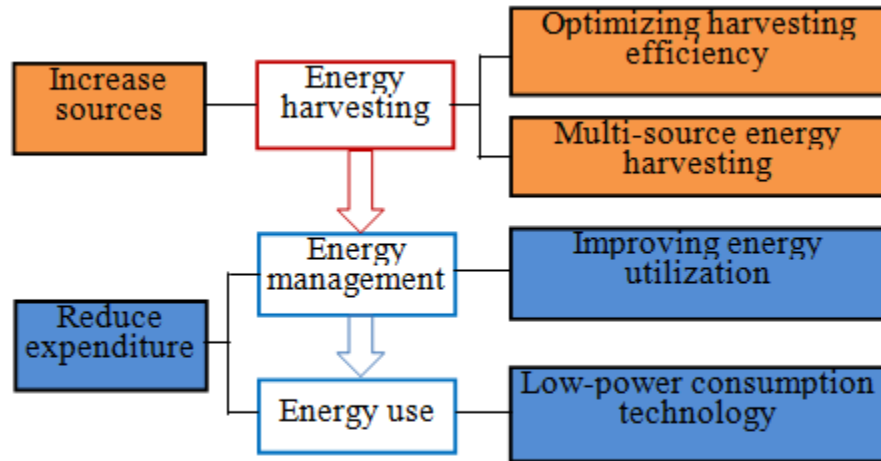 Increase
sources
Energy
harvesting
Optimizing harvesting
efficiency
Multi-source energy
harvesting
Reduce
expenditure
Energy
management
Improving energy
utilization
Energy use
Low-power consumption
technology